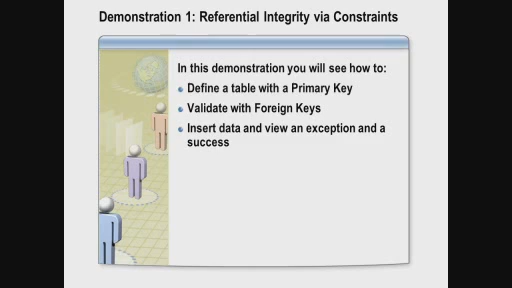 Demonstration 1: Referential Integrity via Constraints
In this demonstration you will see how to:
Define a table with a Primary Key
Validate with Foreign Keys
Insert data and view an exception and a
success